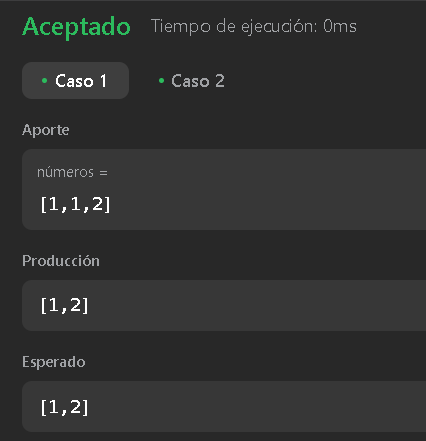 Aceptado Tiempo de ejecución: 0ms
• Caso 1 • Caso 2
Aporte
números =
[1,1,2]
Producción
[1,2]
Esperado
[1,2]